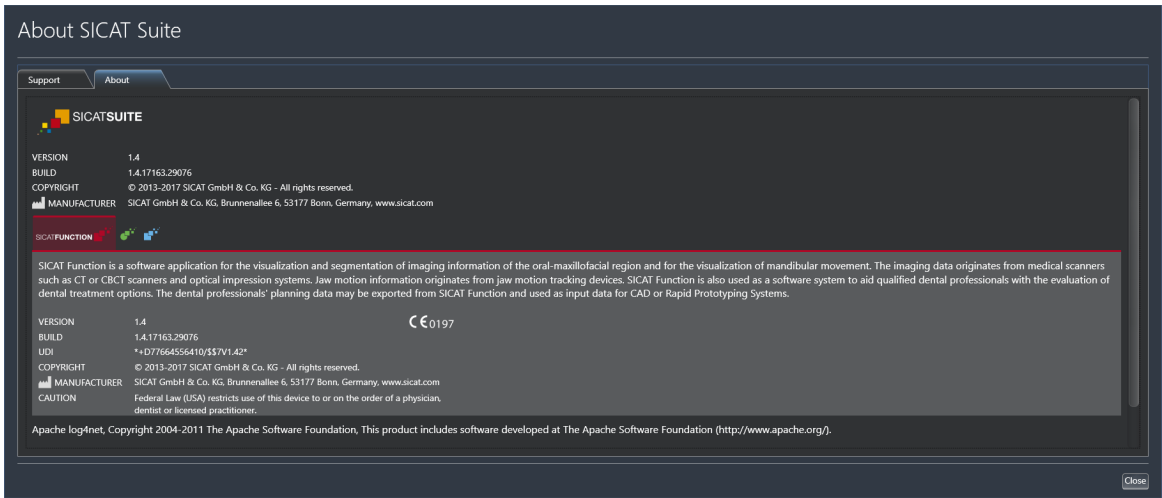 About SICAT Suite
Support About
SICATSUITE
VERSION 1.4
BUILD 1.4.17163.29076
COPYRIGHT © 2013-2017 SICAT GmbH & Co. KG - All rights reserved.
MANUFACTURER SICAT GmbH & Co. KG, Brunnenallee 6, 53177 Bonn, Germany, www.sicat.com
SICATFUNCTION
SICAT Function is a software application for the visualization and segmentation of imaging information of the oral-maxillofacial region and for the visualization of mandibular movement. The imaging data originates from medical scanners
such as CT or CBCT scanners and optical impression systems. Jaw motion information originates from jaw motion tracking devices. SICAT Function is also used as a software system to aid qualified dental professionals with the evaluation of
dental treatment options. The dental professionals' planning data may be exported from SICAT Function and used as input data for CAD or Rapid Prototyping Systems.
VERSION 1.4 CE0197
BUILD 1.4.17163.29076
UDI *+D77664556410/$$7V1.42*
COPYRIGHT © 2013-2017 SICAT GmbH & Co. KG - All rights reserved.
MANUFACTURER SICAT GmbH & Co. KG, Brunnenallee 6, 53177 Bonn, Germany, www.sicat.com
CAUTION Federal Law (USA) restricts use of this device to or on the order of a physician,
dentist or licensed practitioner.
Apache log4net, Copyright 2004-2011 The Apache Software Foundation, This product includes software developed at The Apache Software Foundation (http://www.apache.org/).
Close